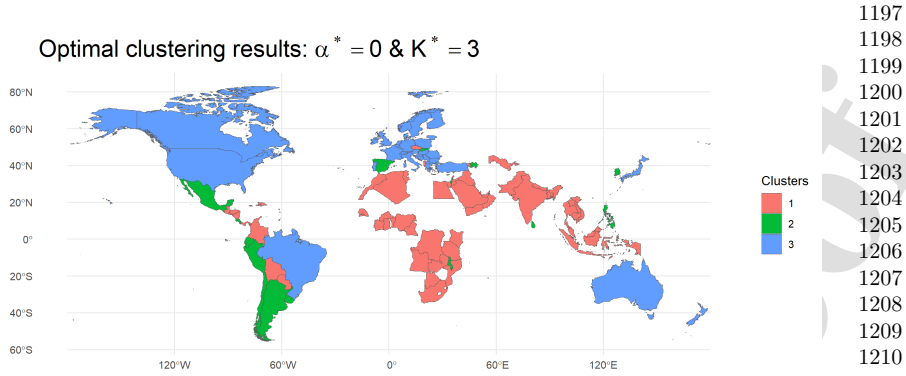 Optimal clustering results: α* = 0 & K* = 3
80°N
60°N
40°N
20°N
0°
20°S
40°S
60°S
120°W
60°W
0°
60°E
120°E
Clusters
1
2
3
1197
1198
1199
1200
1201
1202
1203
1204
1205
1206
1207
1208
1209
1210